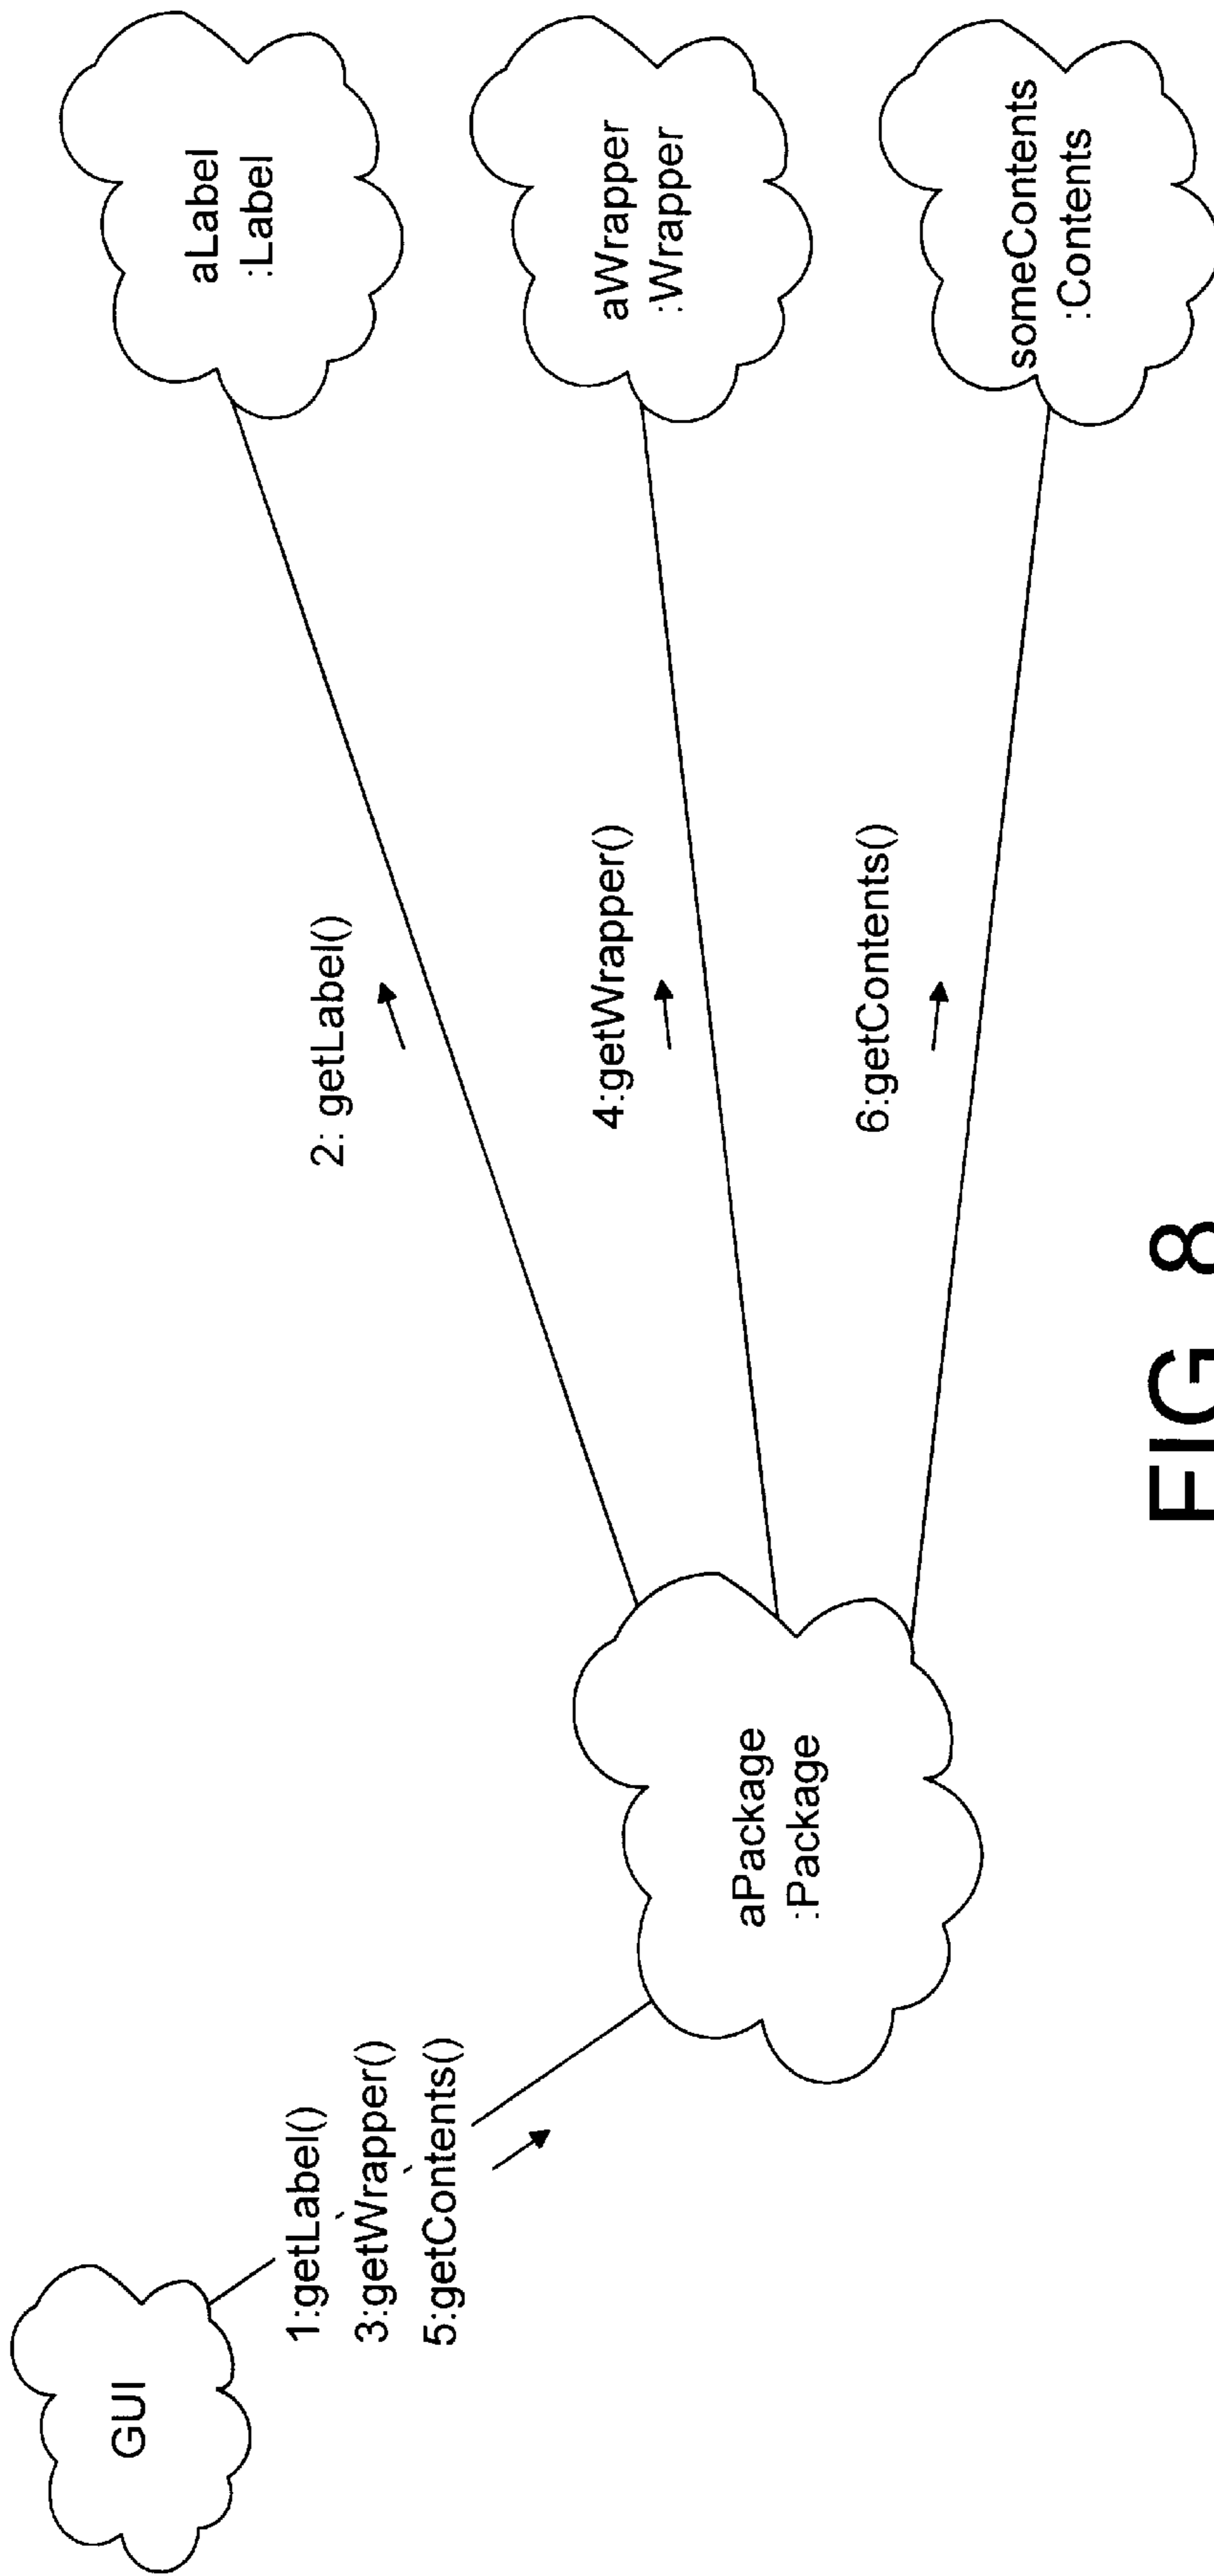 GUI
1:getLabel()
3:getWrapper()
5:getContents()
aPackage
:Package
2: getLabel()
4:getWrapper()
6:getContents()
aLabel
:Label
aWrapper
:Wrapper
someContents
:Contents
FIG 8